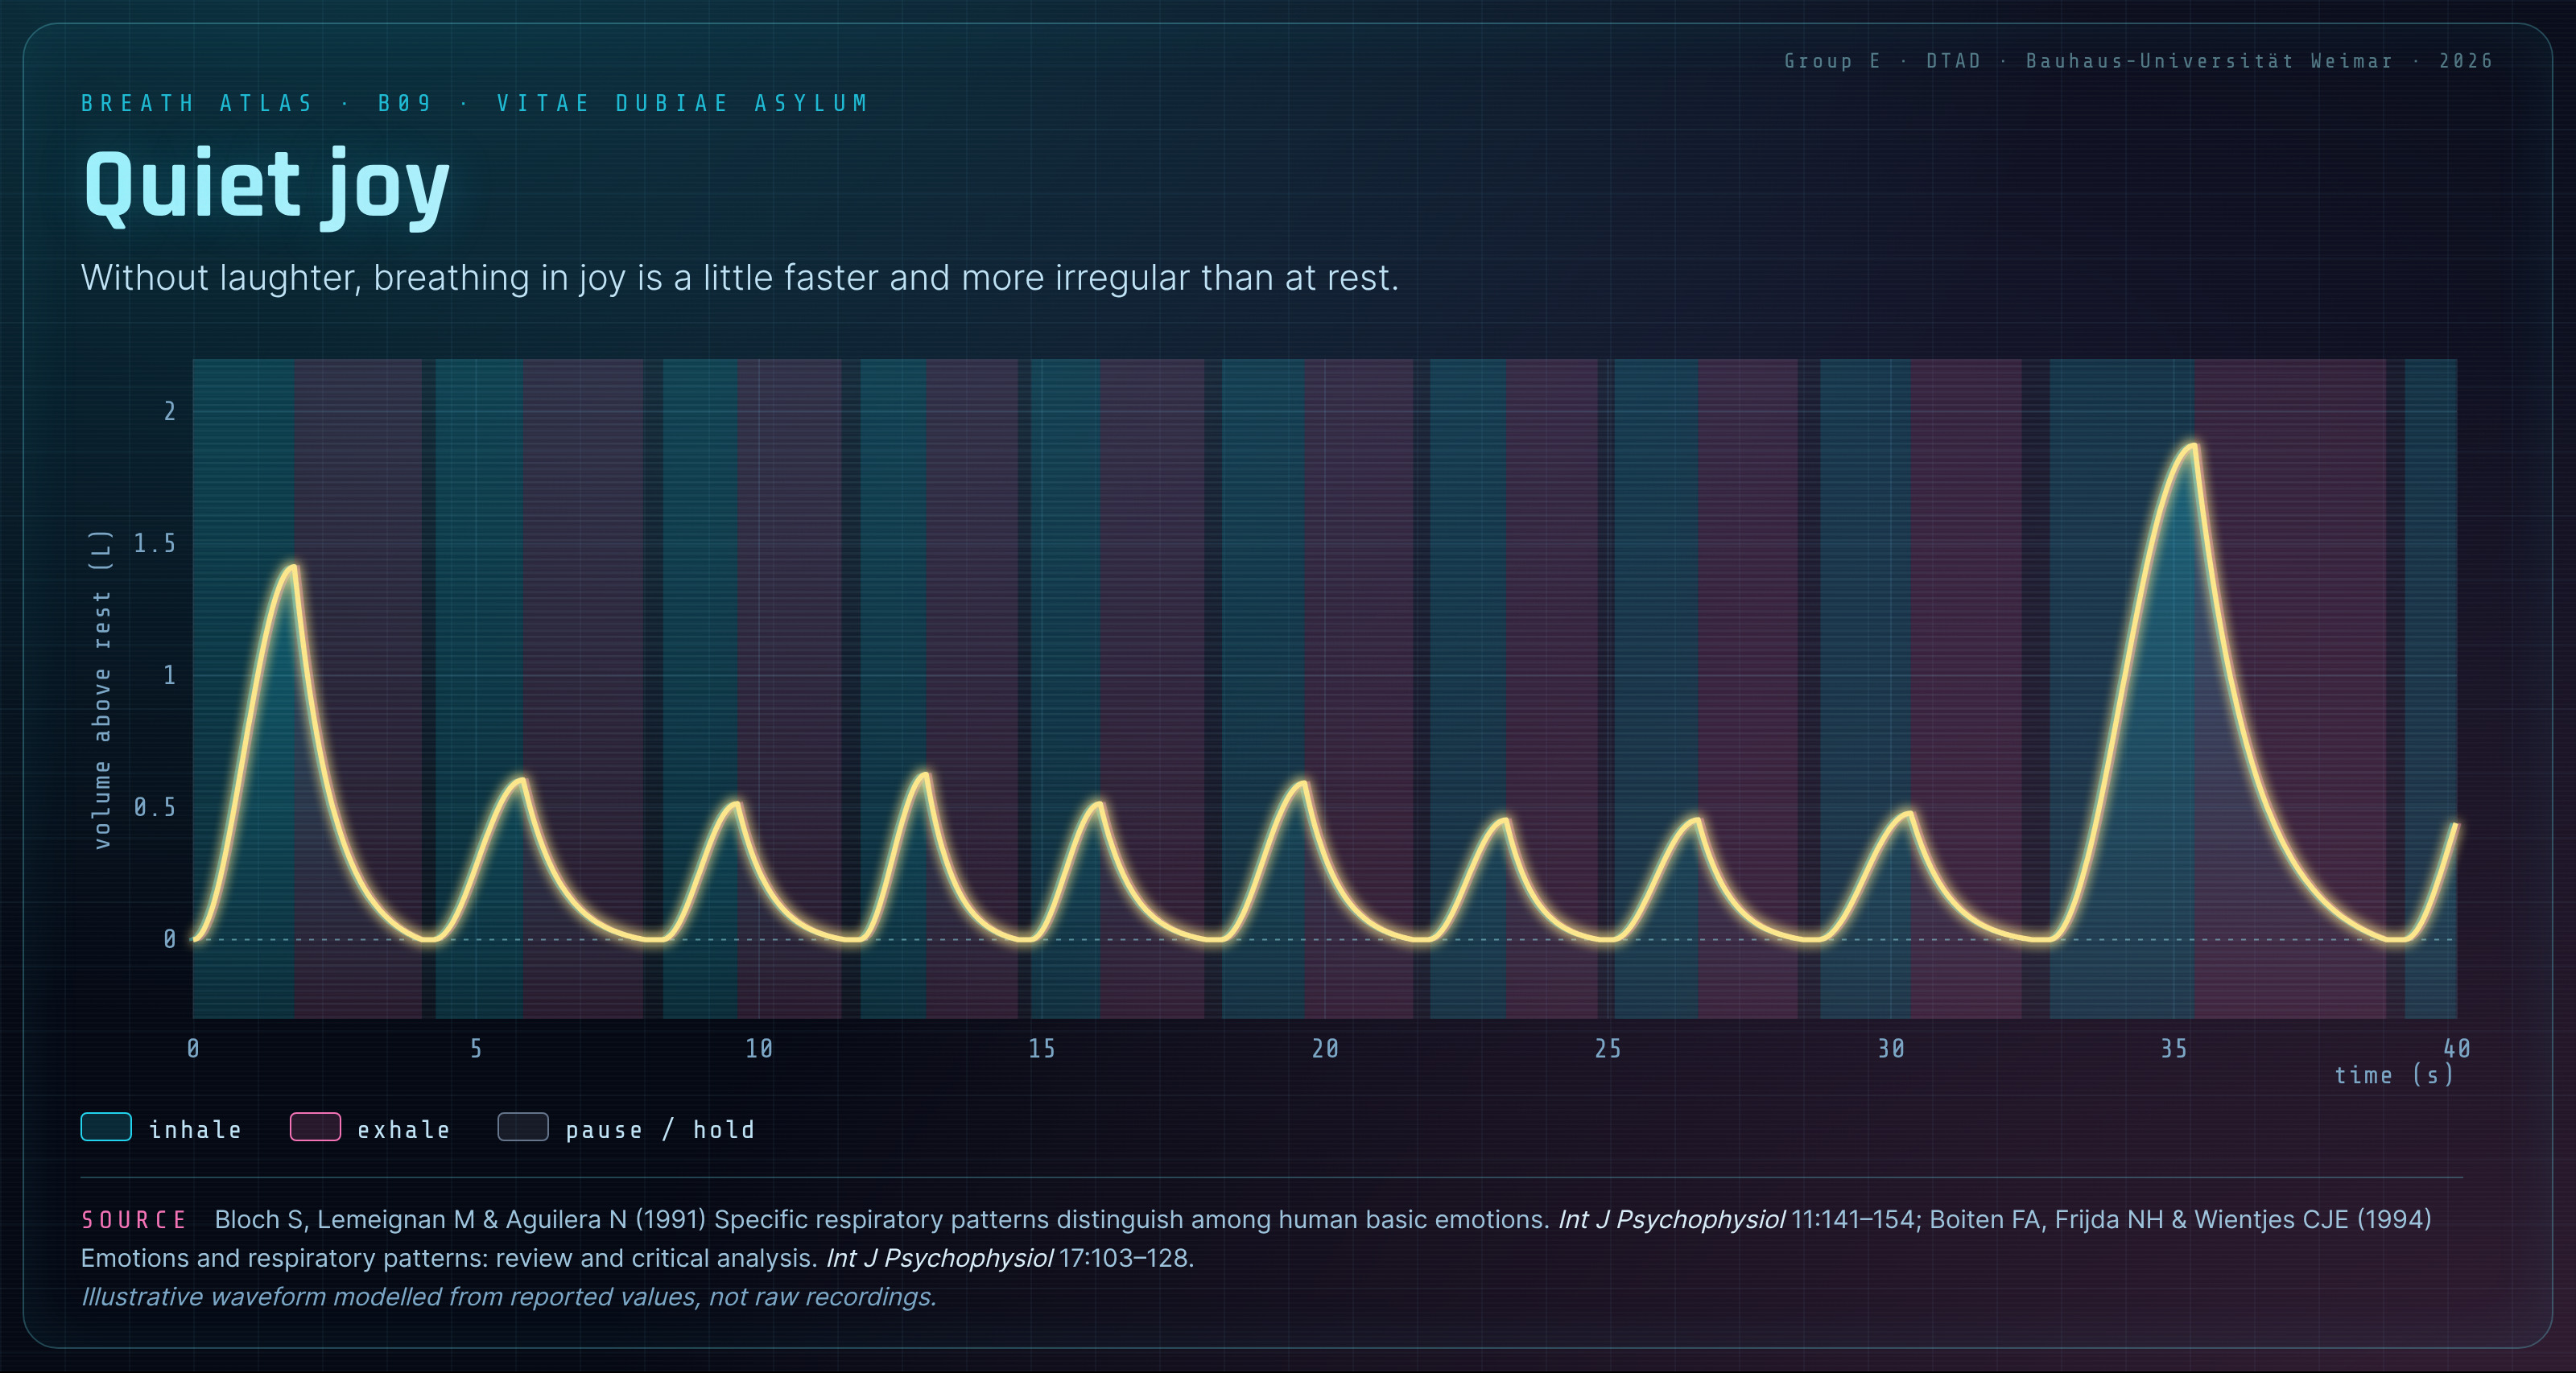 Group E · DTAD · Bauhaus-Universität Weimar · 2026
BREATH ATLAS · B09 · VITAE DUBIAE ASYLUM
Quiet joy
Without laughter, breathing in joy is a little faster and more irregular than at rest.
volume above rest (L)
2
1.5
1
0.5
0
0 5 10 15 20 25 30 35 40
time (s)
inhale exhale pause / hold
SOURCE Bloch S, Lemeignan M & Aguilera N (1991) Specific respiratory patterns distinguish among human basic emotions. Int J Psychophysiol 11:141–154; Boiten FA, Frijda NH & Wientjes CJE (1994)
Emotions and respiratory patterns: review and critical analysis. Int J Psychophysiol 17:103–128.
Illustrative waveform modelled from reported values, not raw recordings.